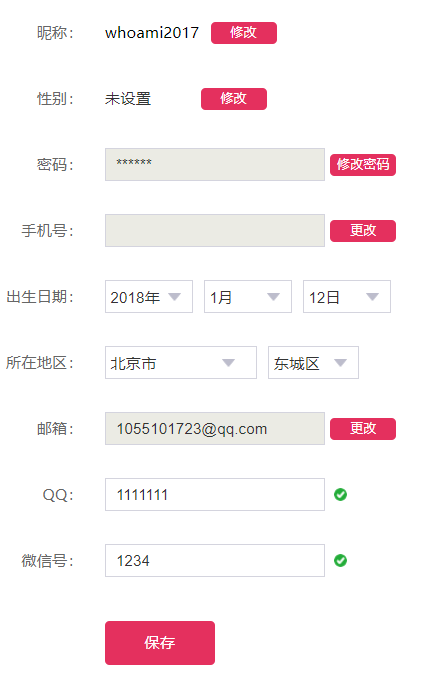 昵称： whoami2017 修改
性别： 未设置 修改
密码： ****** 修改密码
手机号： 更改
出生日期： 2018年 1月 12日
所在地区： 北京市 东城区
邮箱： 1055101723@qq.com 更改
QQ： 1111111
微信号： 1234
保存